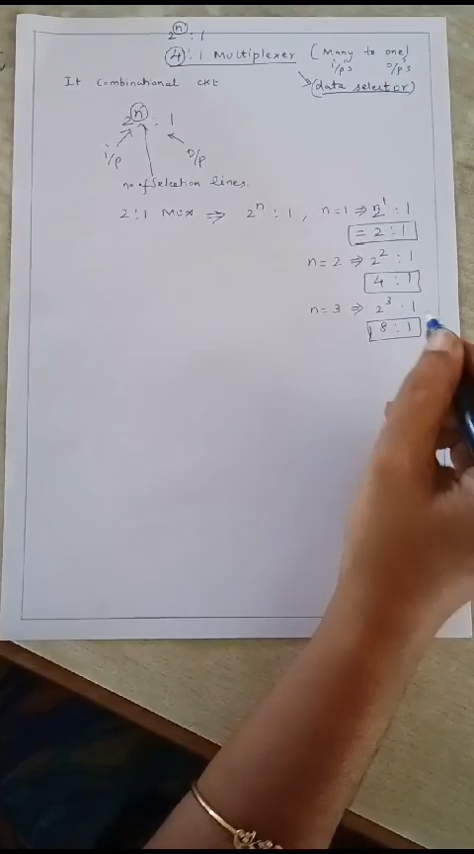 2ⁿ : 1
4:1 Multiplexer (Many to one)
i/p's o/p's
It Combinational ckt
(data selector)
2ⁿ : 1
i/p o/p
no of Selection lines
2:1 Mux ⇒ 2ⁿ : 1, n=1 ⇒ 2¹ : 1
= 2 : 1
n = 2 ⇒ 2² : 1
4 : 1
n = 3 ⇒ 2³ : 1
8 : 1